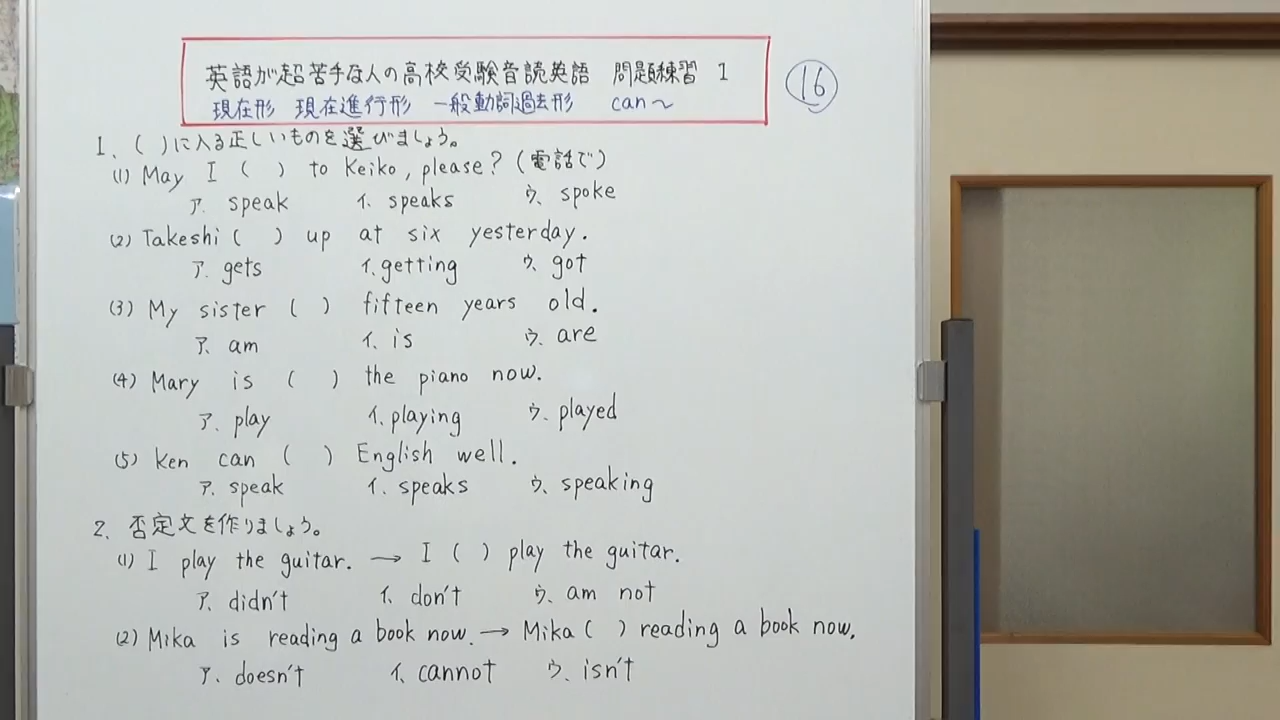 英語が超苦手な人の高校受験音読英語 問題練習 1
現在形 現在進行形 一般動詞過去形 can～
16
1、( )に入る正しいものを選びましょう。
(1) May I ( ) to Keiko, please? (電話で)
ア. speak イ. speaks ウ. spoke
(2) Takeshi ( ) up at six yesterday.
ア. gets イ. getting ウ. got
(3) My sister ( ) fifteen years old.
ア. am イ. is ウ. are
(4) Mary is ( ) the piano now.
ア. play イ. playing ウ. played
(5) Ken can ( ) English well.
ア. speak イ. speaks ウ. speaking
2、否定文を作りましょう。
(1) I play the guitar. → I ( ) play the guitar.
ア. didn't イ. don't ウ. am not
(2) Mika is reading a book now. → Mika ( ) reading a book now.
ア. doesn't イ. cannot ウ. isn't